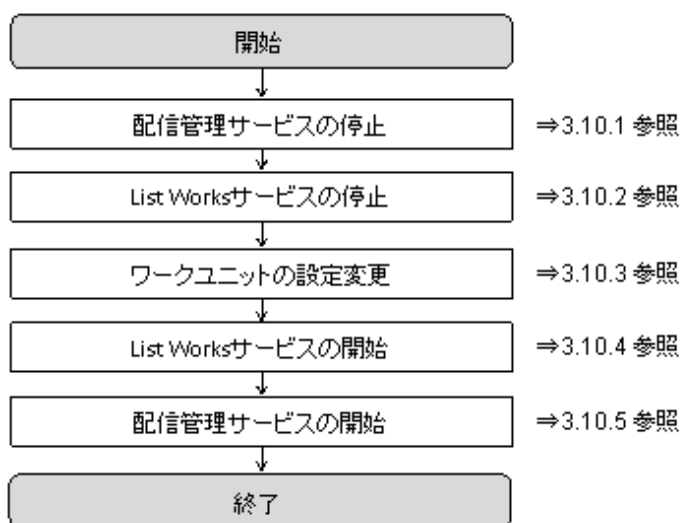 開始
配信管理サービスの停止 ⇒3.10.1 参照
List Worksサービスの停止 ⇒3.10.2 参照
ワークユニットの設定変更 ⇒3.10.3 参照
List Worksサービスの開始 ⇒3.10.4 参照
配信管理サービスの開始 ⇒3.10.5 参照
終了